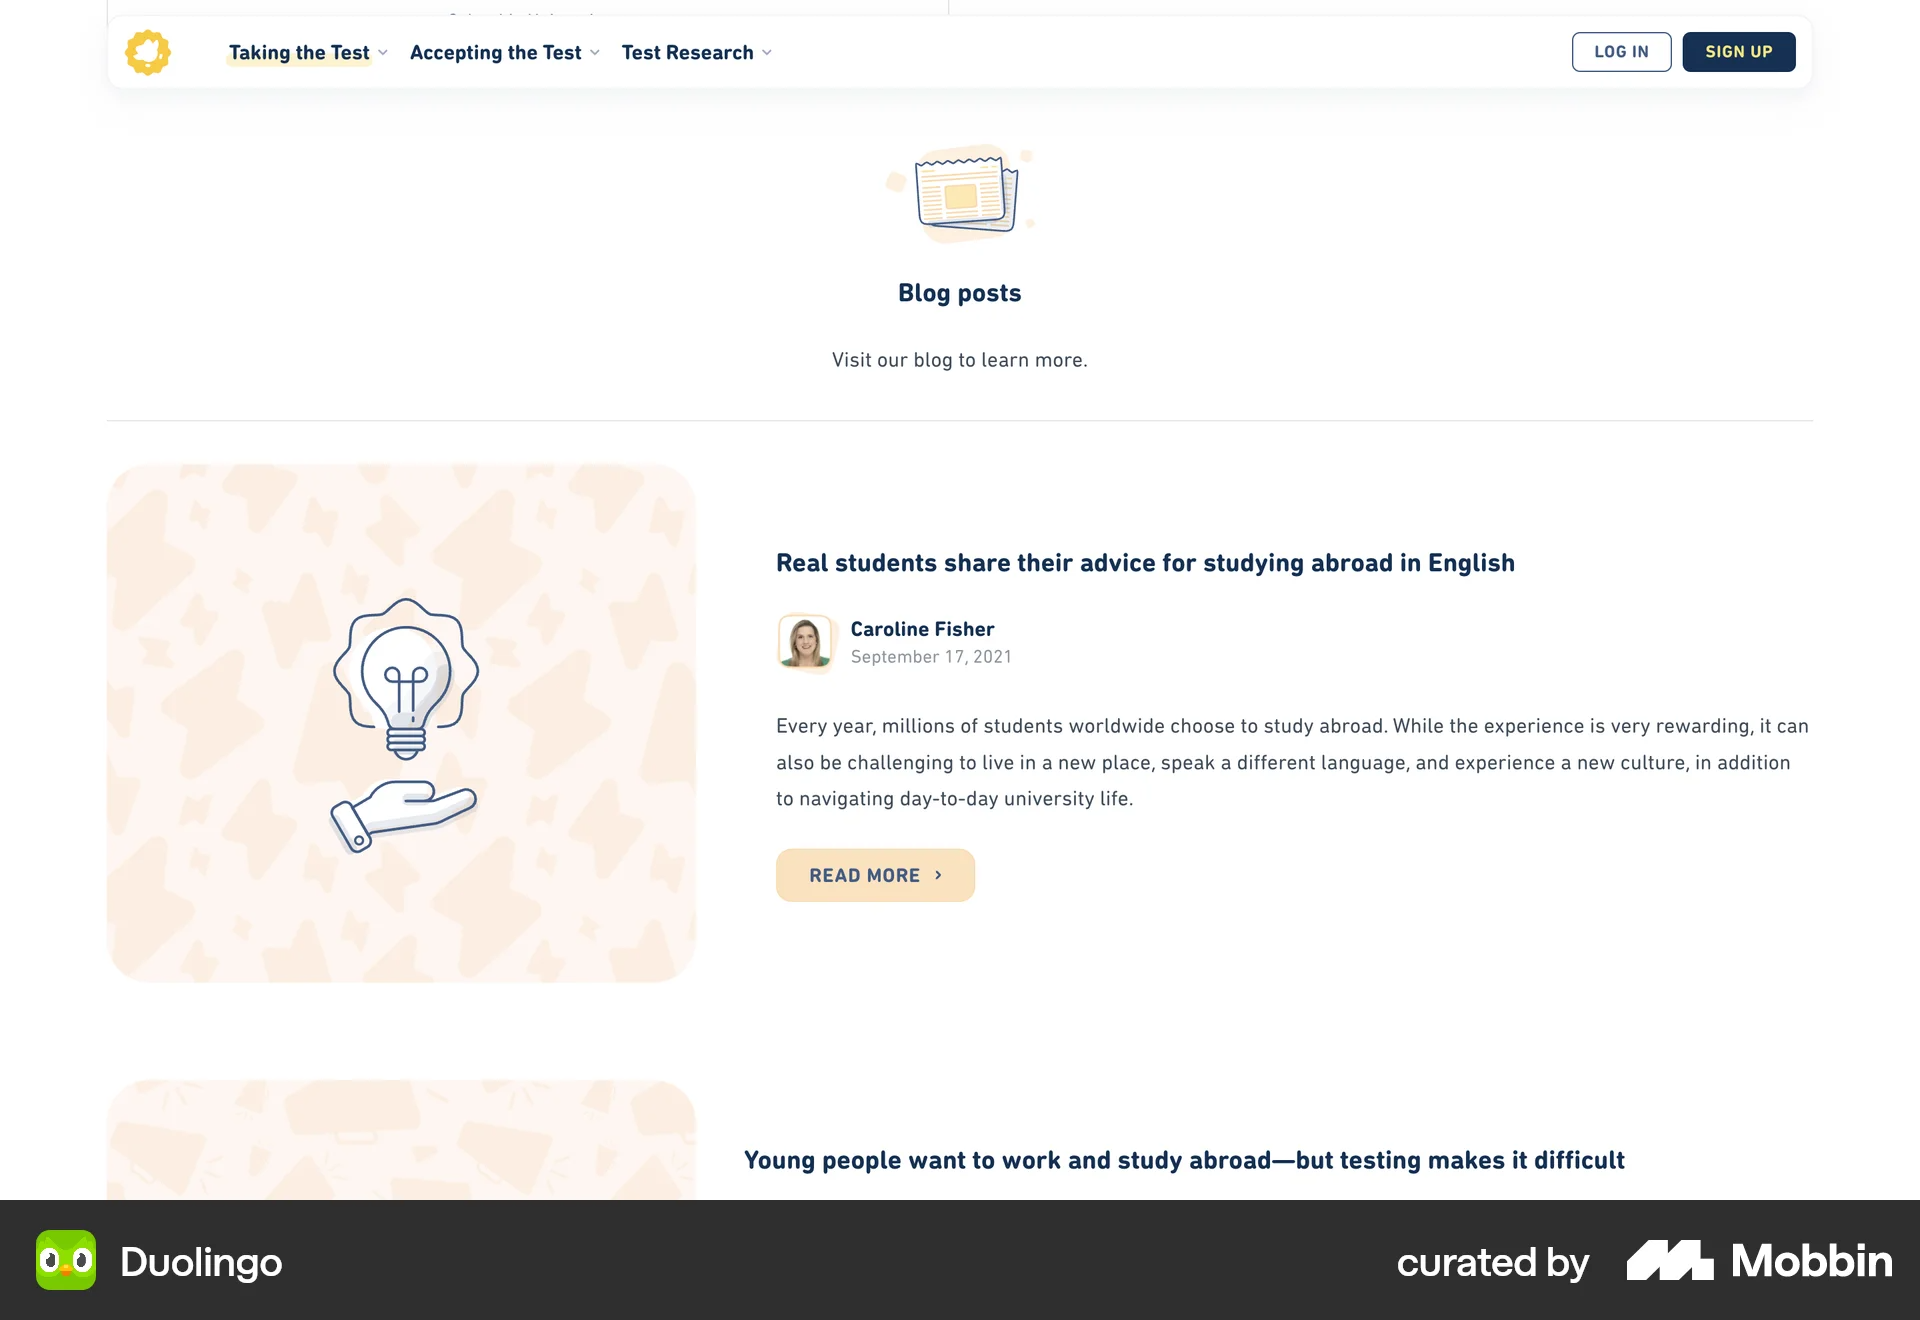 Taking the Test
Accepting the Test
Test Research
LOG IN
SIGN UP
Blog posts
Visit our blog to learn more.
Real students share their advice for studying abroad in English
Caroline Fisher
September 17, 2021
Every year, millions of students worldwide choose to study abroad. While the experience is very rewarding, it can
also be challenging to live in a new place, speak a different language, and experience a new culture, in addition
to navigating day-to-day university life.
READ MORE
Young people want to work and study abroad—but testing makes it difficult
Duolingo
curated by
Mobbin